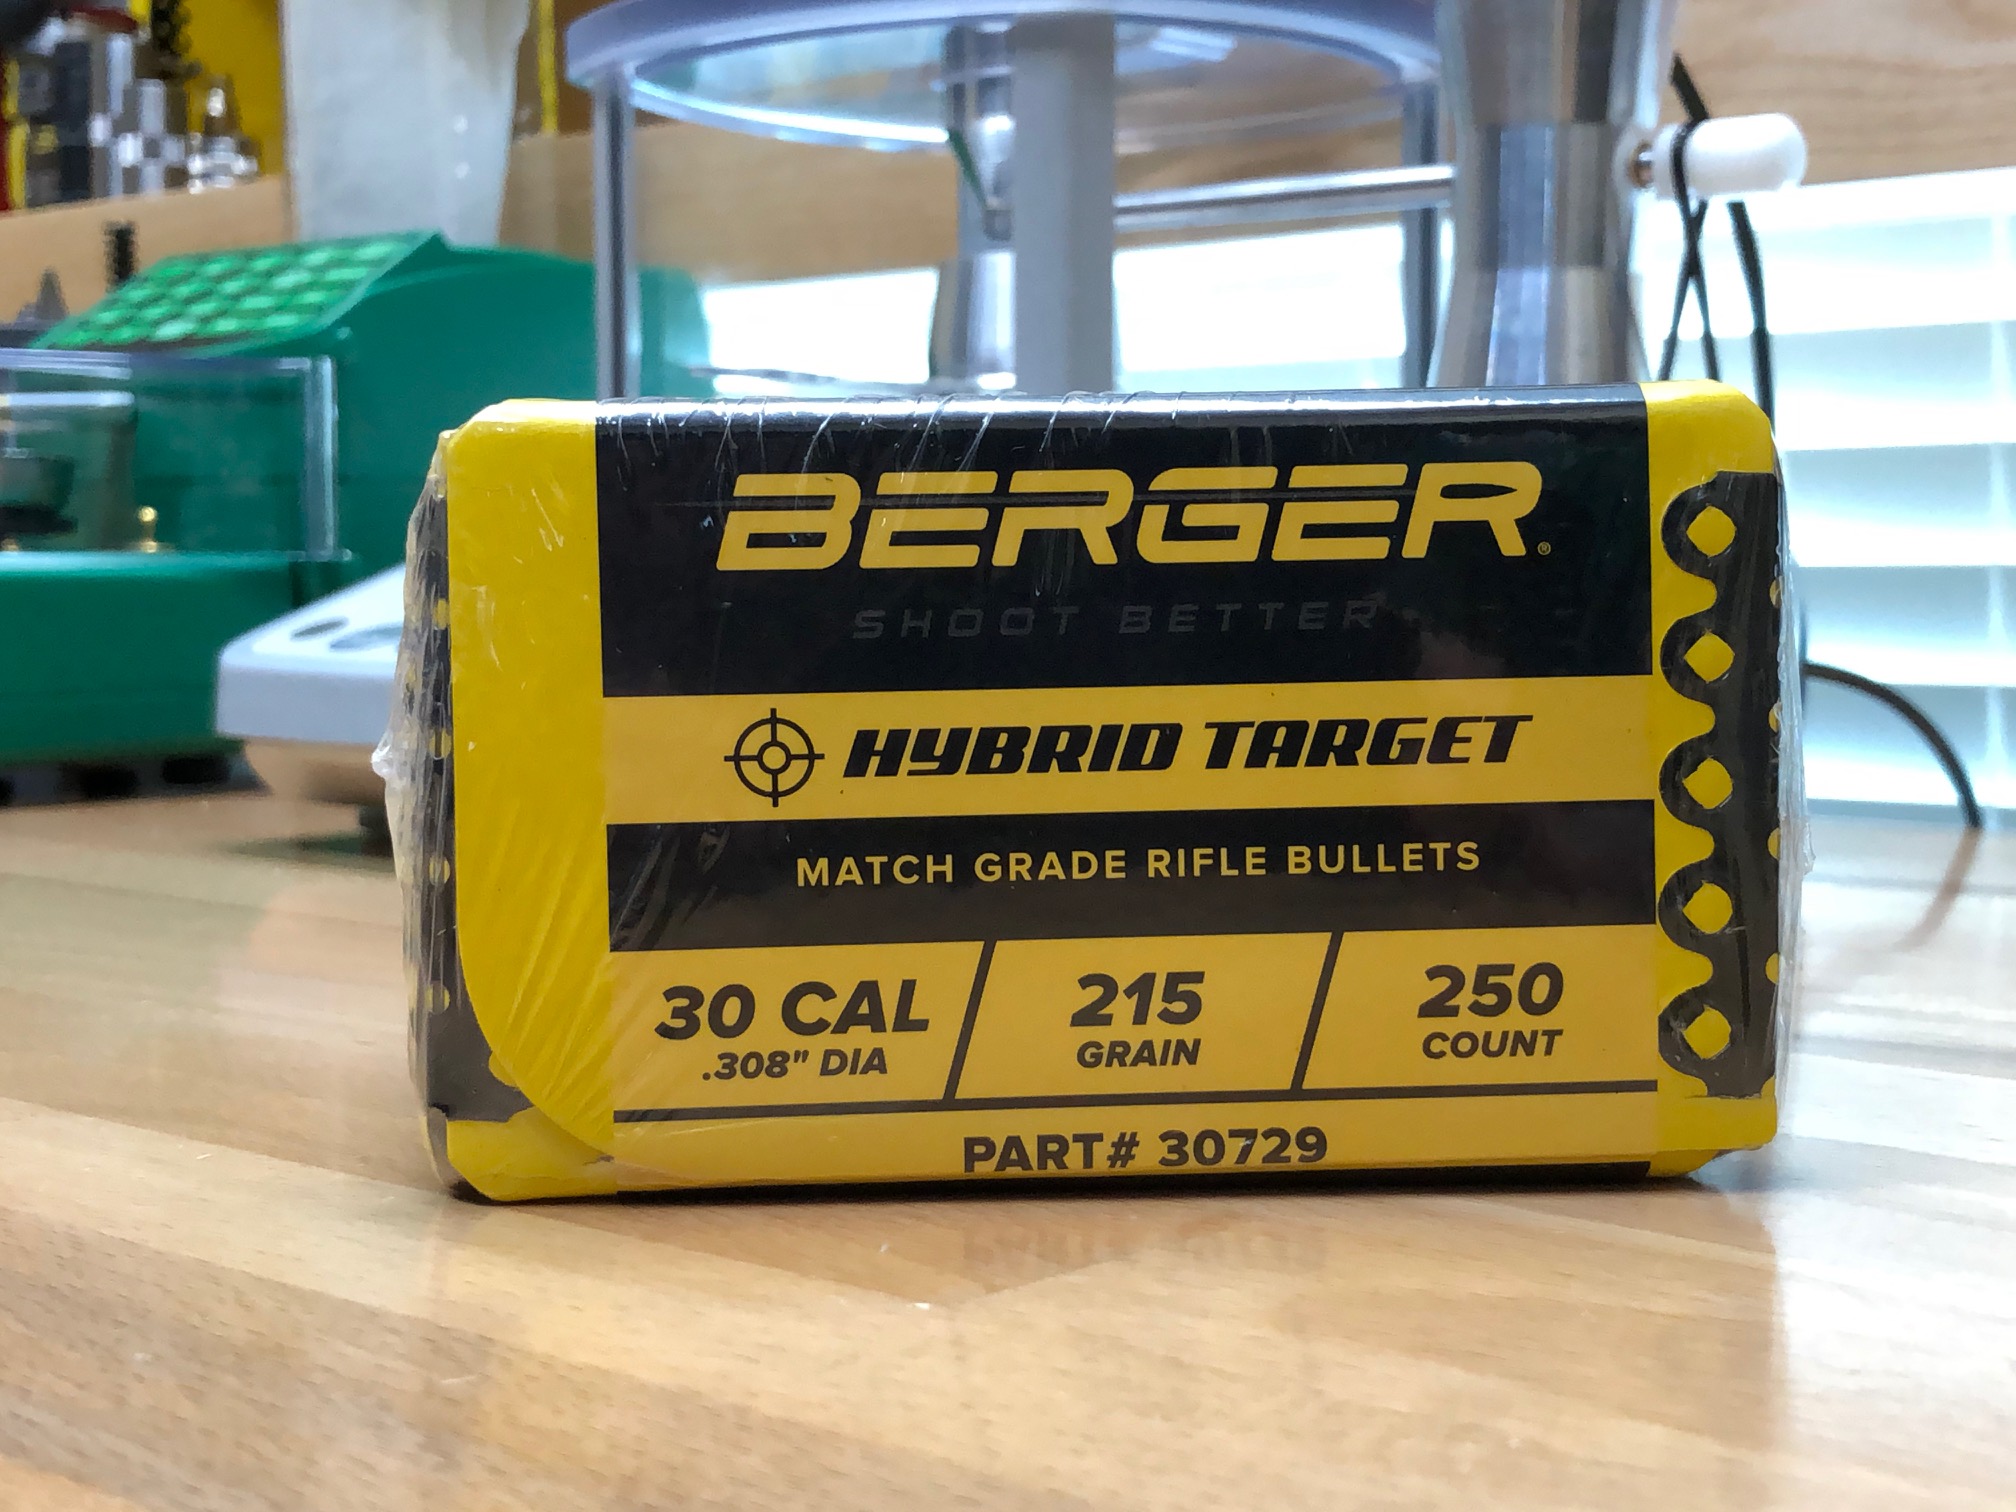 BERGER®
SHOOT BETTER
HYBRID TARGET
MATCH GRADE RIFLE BULLETS
30 CAL
.308" DIA
215
GRAIN
250
COUNT
PART# 30729